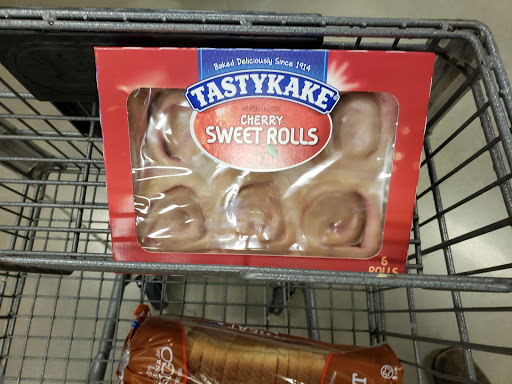 Baked Deliciously Since 1914
TASTYKAKE
CHERRY
SWEET ROLLS
6
ROLLS